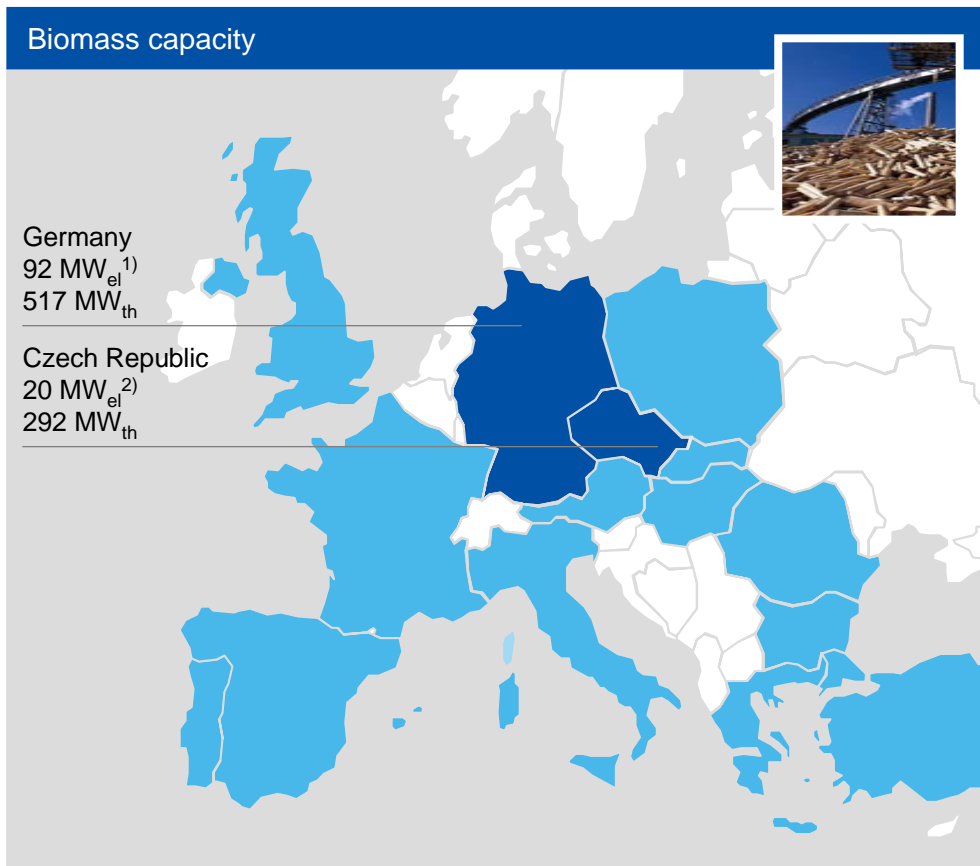 Biomass capacity
Germany
92 MWel1)
517 MWth
Czech Republic
20 MWel2)
292 MWth